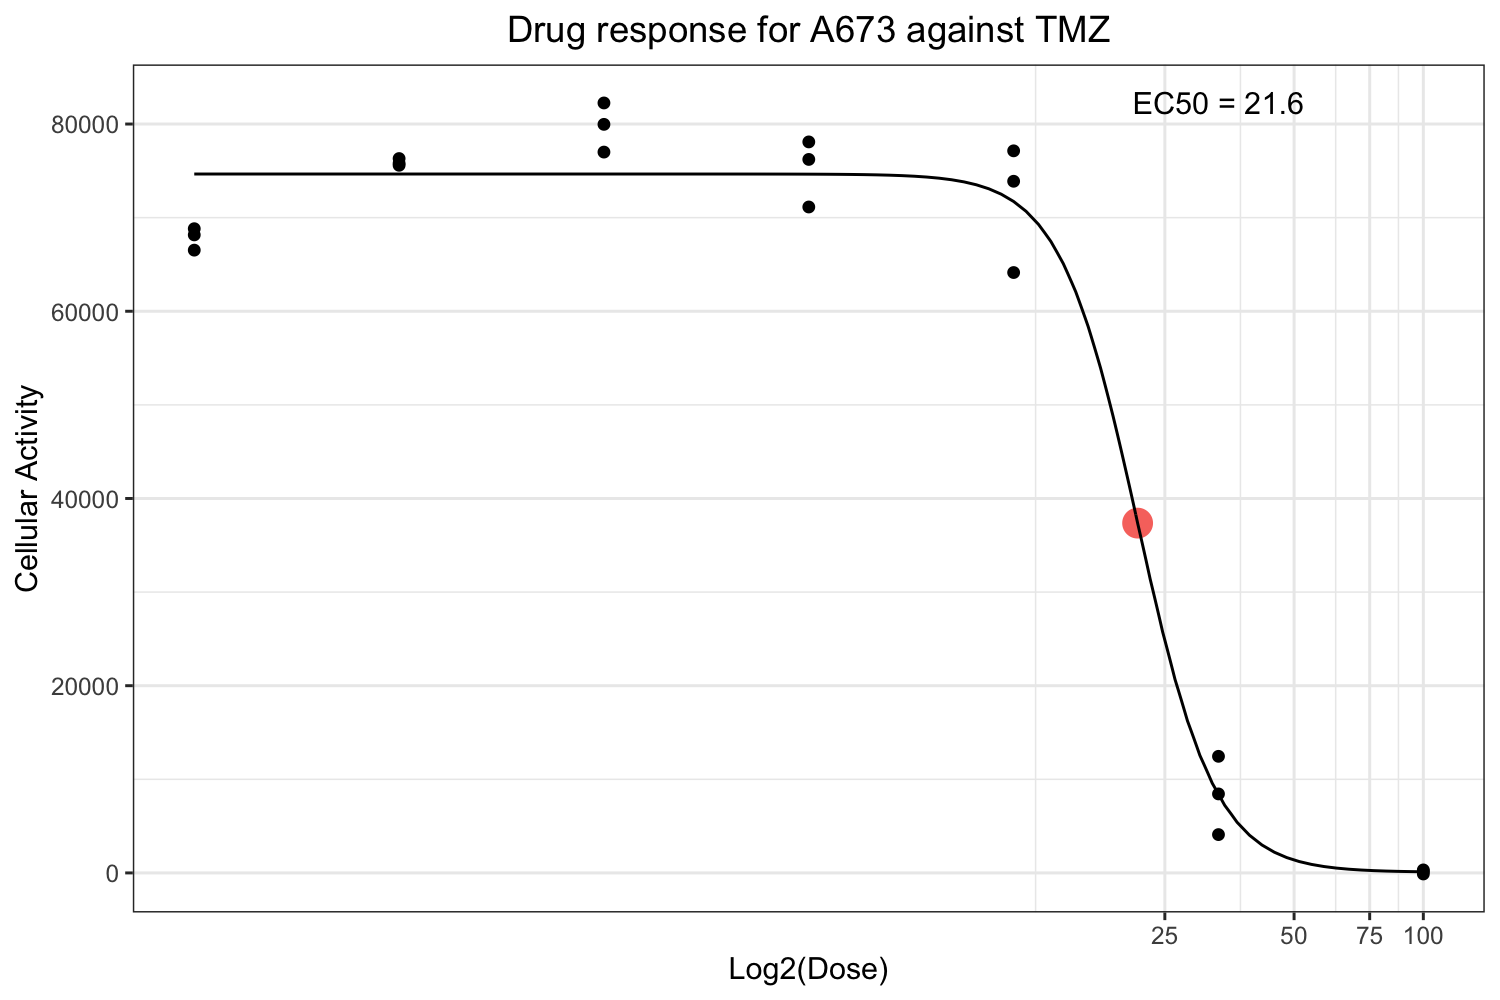 Drug response for A673 against TMZ
EC50 = 21.6
80000
60000
40000
20000
0
Cellular Activity
25 50 75 100
Log2(Dose)